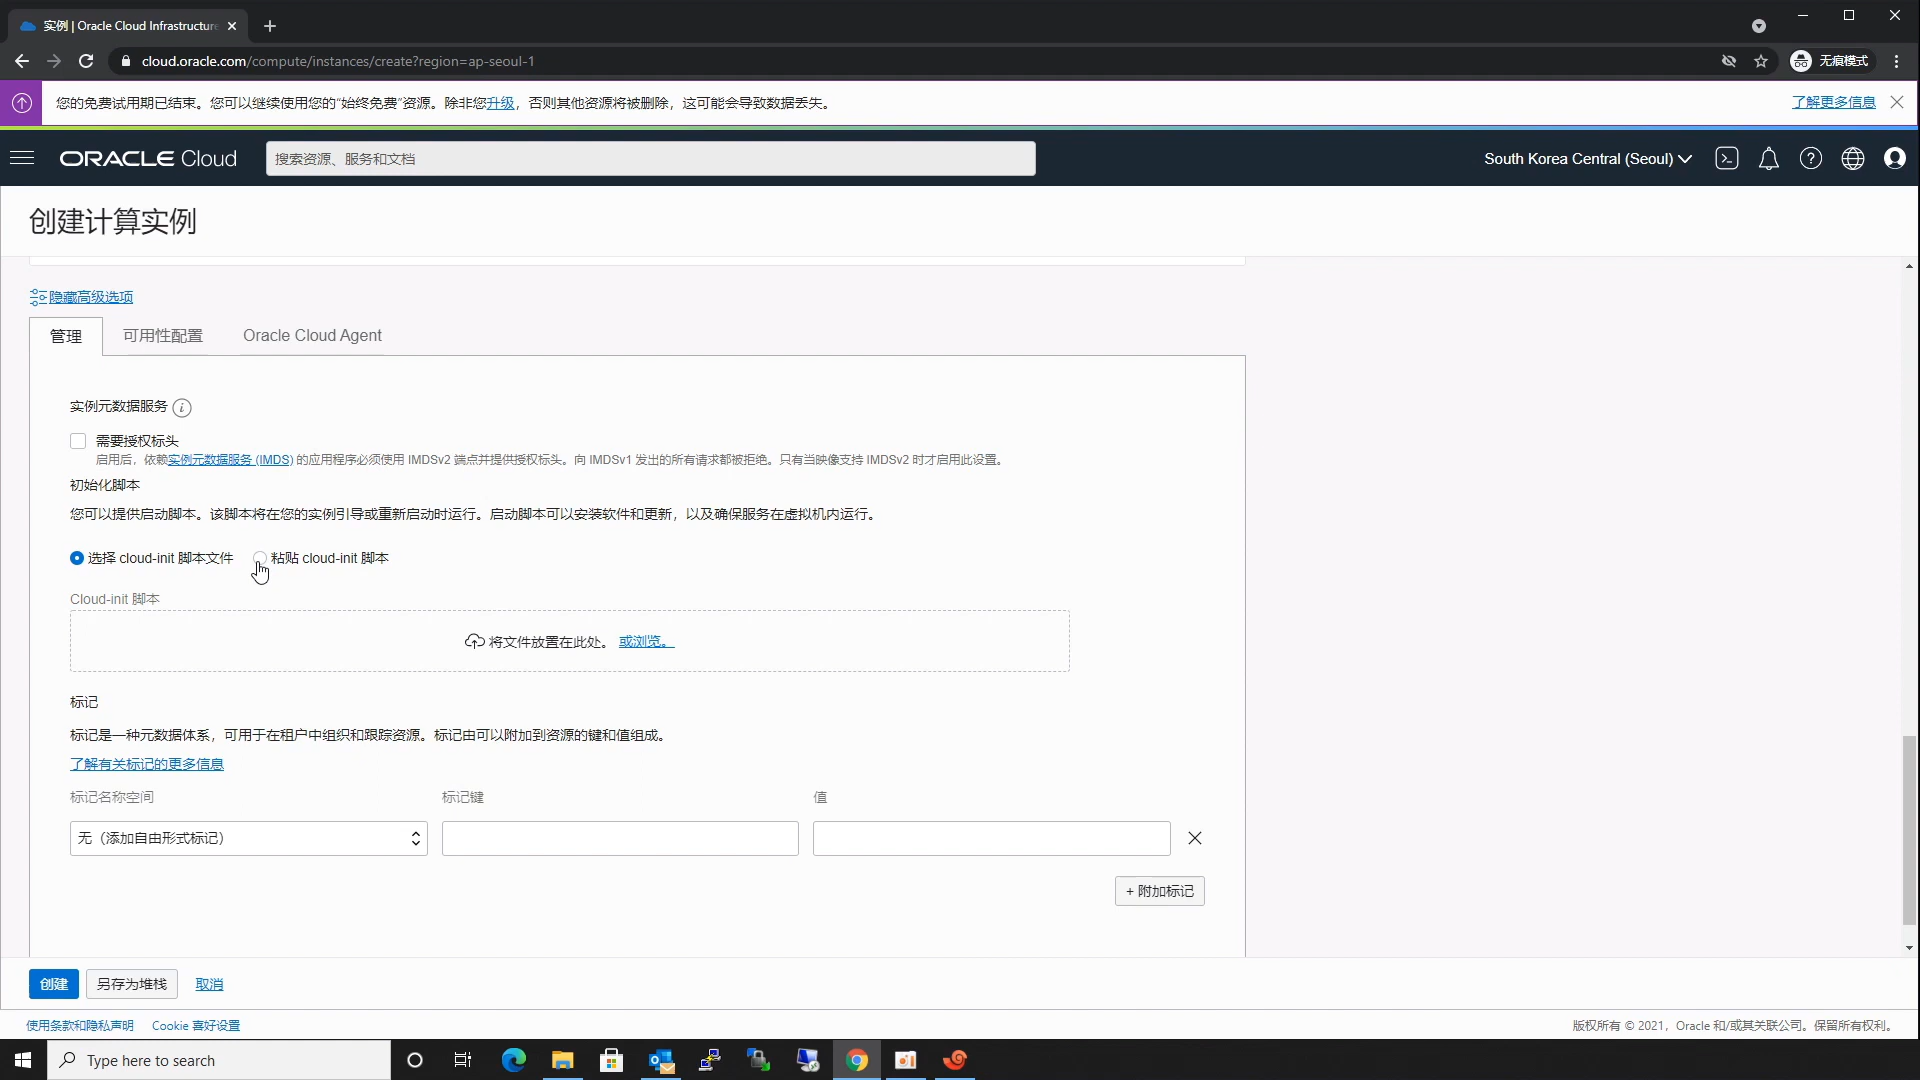 实例 | Oracle Cloud Infrastructure
cloud.oracle.com/compute/instances/create?region=ap-seoul-1
无痕模式
您的免费试用期已结束。您可以继续使用您的“始终免费”资源。除非您升级，否则其他资源将被删除，这可能会导致数据丢失。
了解更多信息
ORACLE Cloud
搜索资源、服务和文档
South Korea Central (Seoul)
创建计算实例
隐藏高级选项
管理
可用性配置
Oracle Cloud Agent
实例元数据服务
需要授权标头
启用后，依赖实例元数据服务 (IMDS) 的应用程序必须使用 IMDSv2 端点并提供授权标头。向 IMDSv1 发出的所有请求都被拒绝。只有当映像支持 IMDSv2 时才启用此设置。
初始化脚本
您可以提供启动脚本。该脚本将在您的实例引导或重新启动时运行。启动脚本可以安装软件和更新，以及确保服务在虚拟机内运行。
选择 cloud-init 脚本文件
粘贴 cloud-init 脚本
Cloud-init 脚本
将文件放置在此处。 或浏览。
标记
标记是一种元数据体系，可用于在租户中组织和跟踪资源。标记由可以附加到资源的键和值组成。
了解有关标记的更多信息
标记名称空间
标记键
值
无（添加自由形式标记）
+ 附加标记
创建
另存为堆栈
取消
使用条款和隐私声明
Cookie 喜好设置
版权所有 © 2021，Oracle 和/或其关联公司。保留所有权利。
Type here to search